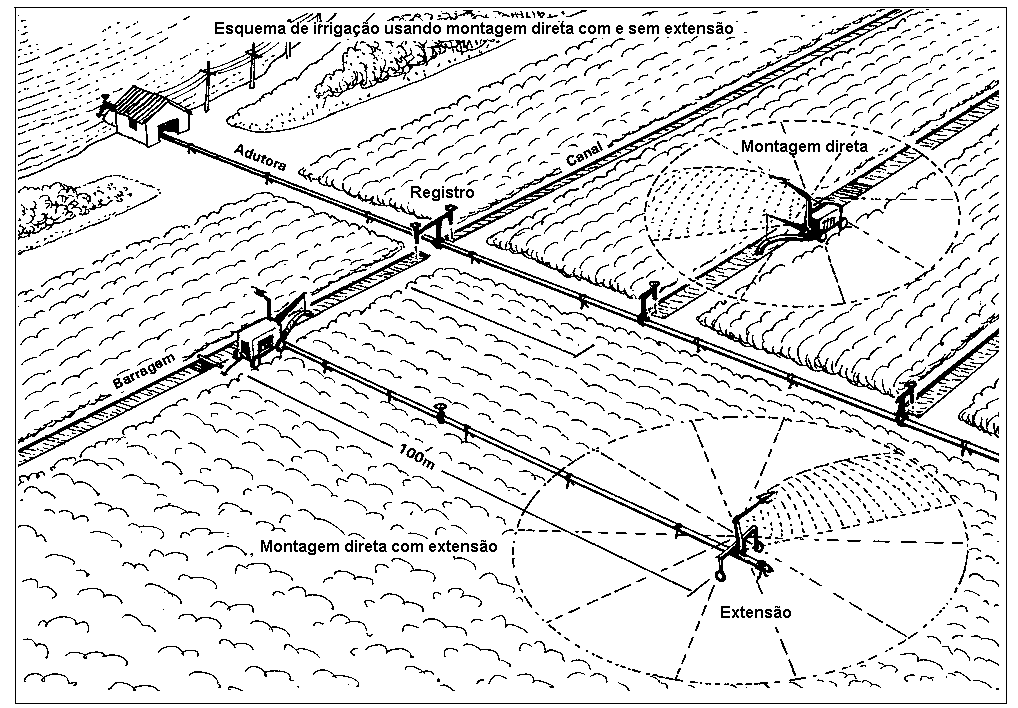 Esquema de irrigação usando montagem direta com e sem extensão
Adutora
Canal
Montagem direta
Registro
Barragem
100m
Montagem direta com extensão
Extensão